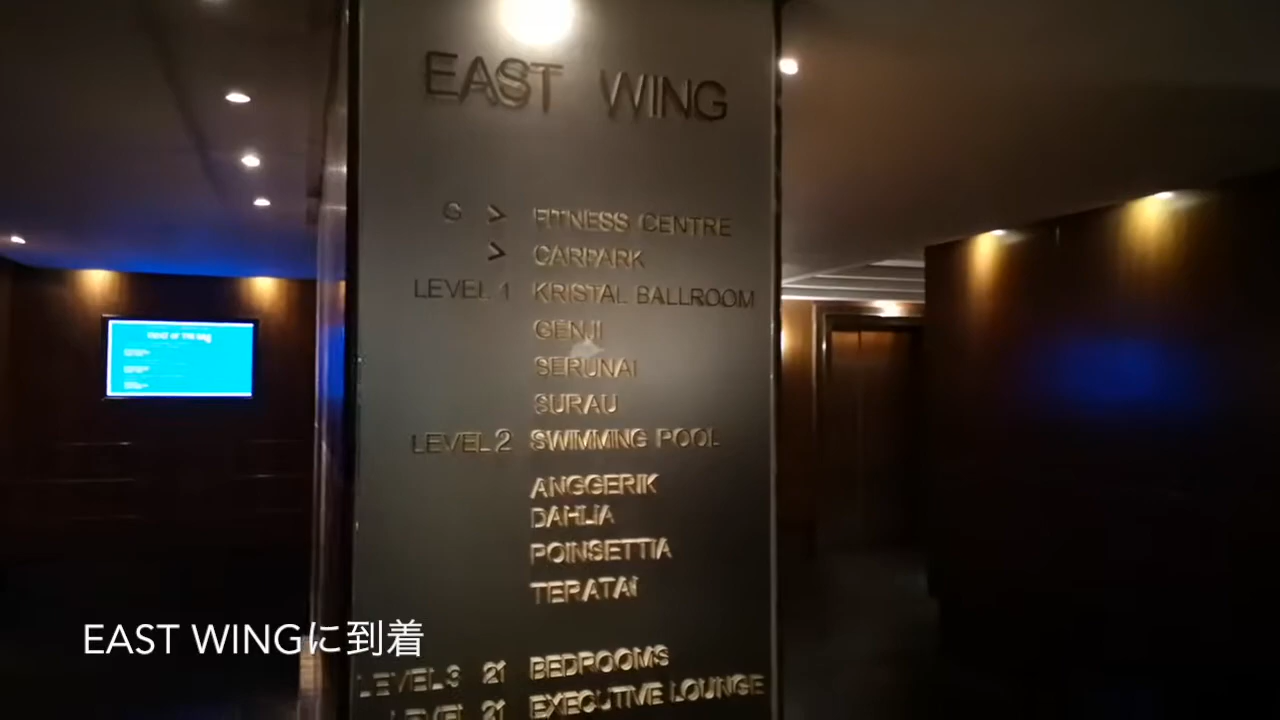 EAST WING
G > FITNESS CENTRE
> CARPARK
LEVEL 1 KRISTAL BALLROOM
GENJI
SERUNAI
SURAU
LEVEL 2 SWIMMING POOL
ANGGERIK
DAHLIA
POINSETTIA
TERATAI
LEVEL 3 21 BEDROOMS
LEVEL 21 EXECUTIVE LOUNGE
EAST WINGに到着